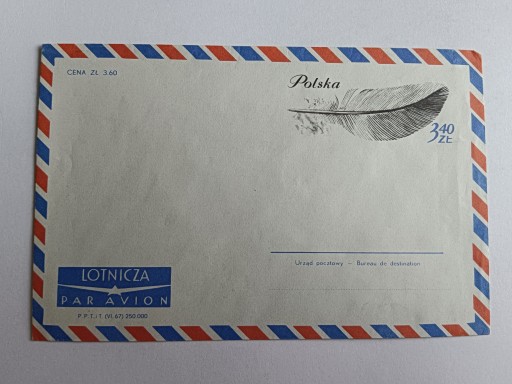 CENA ZŁ 3.60
Polska
3 40 ZŁ
Urząd pocztowy - Bureau de destination
LOTNICZA
PAR AVION
P.P.T.i T (VI.67) 250.000